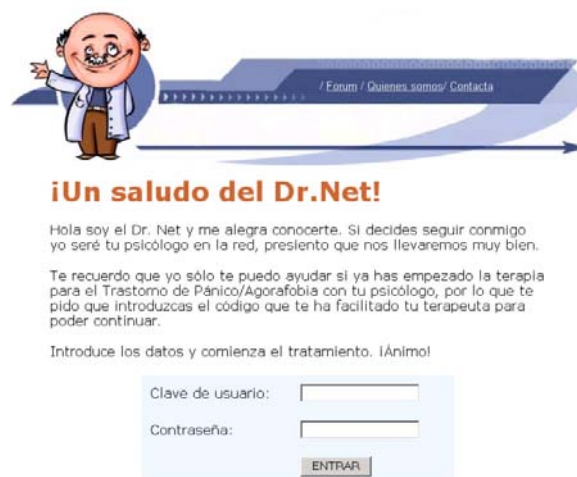 / Forum / Quienes somos/ Contacta
¡Un saludo del Dr.Net!
Hola soy el Dr. Net y me alegra conocerte. Si decides seguir conmigo
yo seré tu psicólogo en la red, presiento que nos llevaremos muy bien.
Te recuerdo que yo sólo te puedo ayudar si ya has empezado la terapia
para el Trastorno de Pánico/Agorafobia con tu psicólogo, por lo que te
pido que introduzcas el código que te ha facilitado tu terapeuta para
poder continuar.
Introduce los datos y comienza el tratamiento. ¡Ánimo!
Clave de usuario:
Contraseña:
ENTRAR